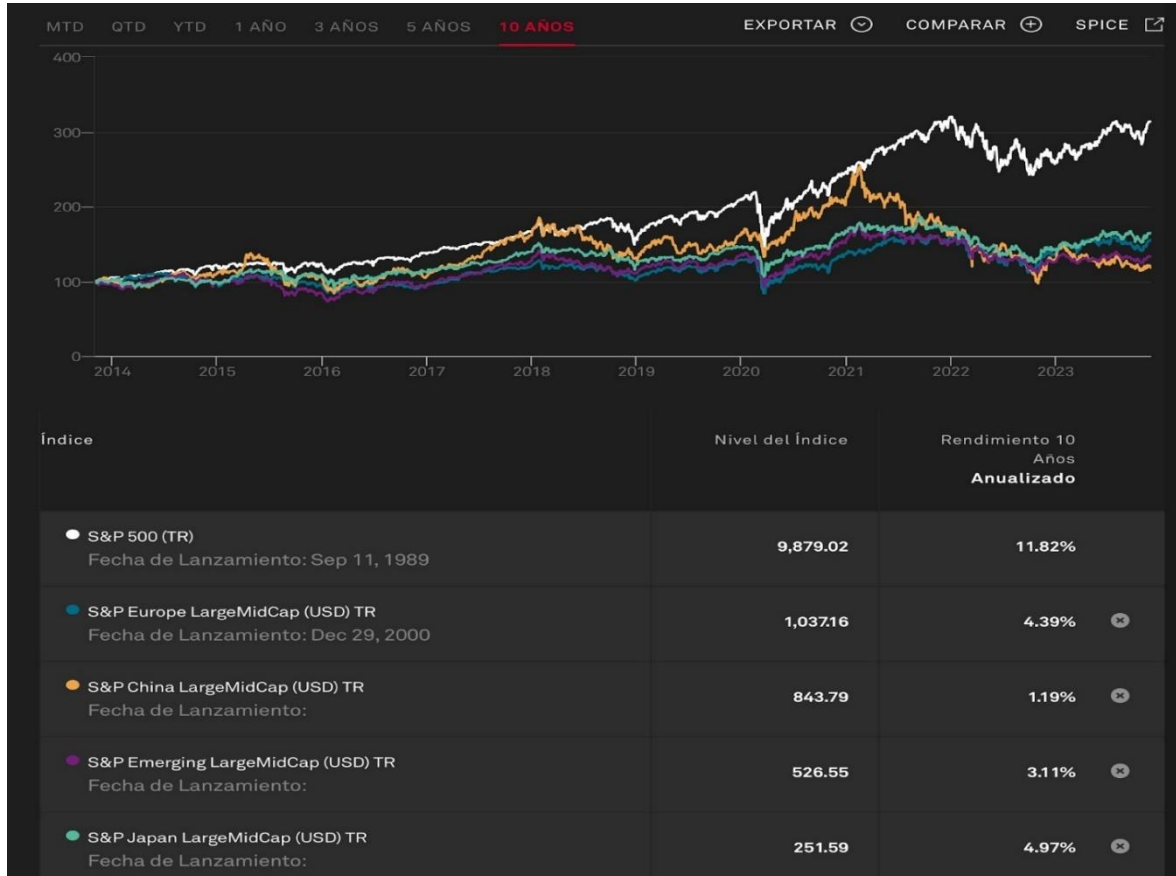 MTD QTD YTD 1 AÑO 3 AÑOS 5 AÑOS 10 AÑOS EXPORTAR COMPARAR SPICE
400
300
200
100
0
2014 2015 2016 2017 2018 2019 2020 2021 2022 2023
Índice Nivel del Índice Rendimiento 10
Años
Anualizado
S&P 500 (TR)
Fecha de Lanzamiento: Sep 11, 1989
9,879.02 11.82%
S&P Europe LargeMidCap (USD) TR
Fecha de Lanzamiento: Dec 29, 2000
1,037.16 4.39%
S&P China LargeMidCap (USD) TR
Fecha de Lanzamiento:
843.79 1.19%
S&P Emerging LargeMidCap (USD) TR
Fecha de Lanzamiento:
526.55 3.11%
S&P Japan LargeMidCap (USD) TR
Fecha de Lanzamiento:
251.59 4.97%